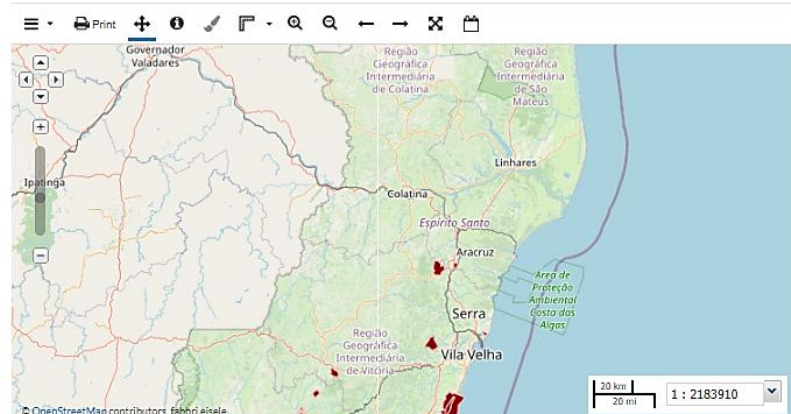 Print
Governador
Valadares
Região
Geográfica
Intermediária
de Colatina
Região
Geográfica
Intermediária
de São
Mateus
Linhares
Ipatinga
Colatina
Espírito Santo
Aracruz
Área de
Proteção
Ambiental
Costa das
Algas
Serra
Região
Geográfica
Intermediária
de Vitória
Vila Velha
20 km
20 mi
1 : 2183910
© OpenStreetMap contributors, fabbri eisele